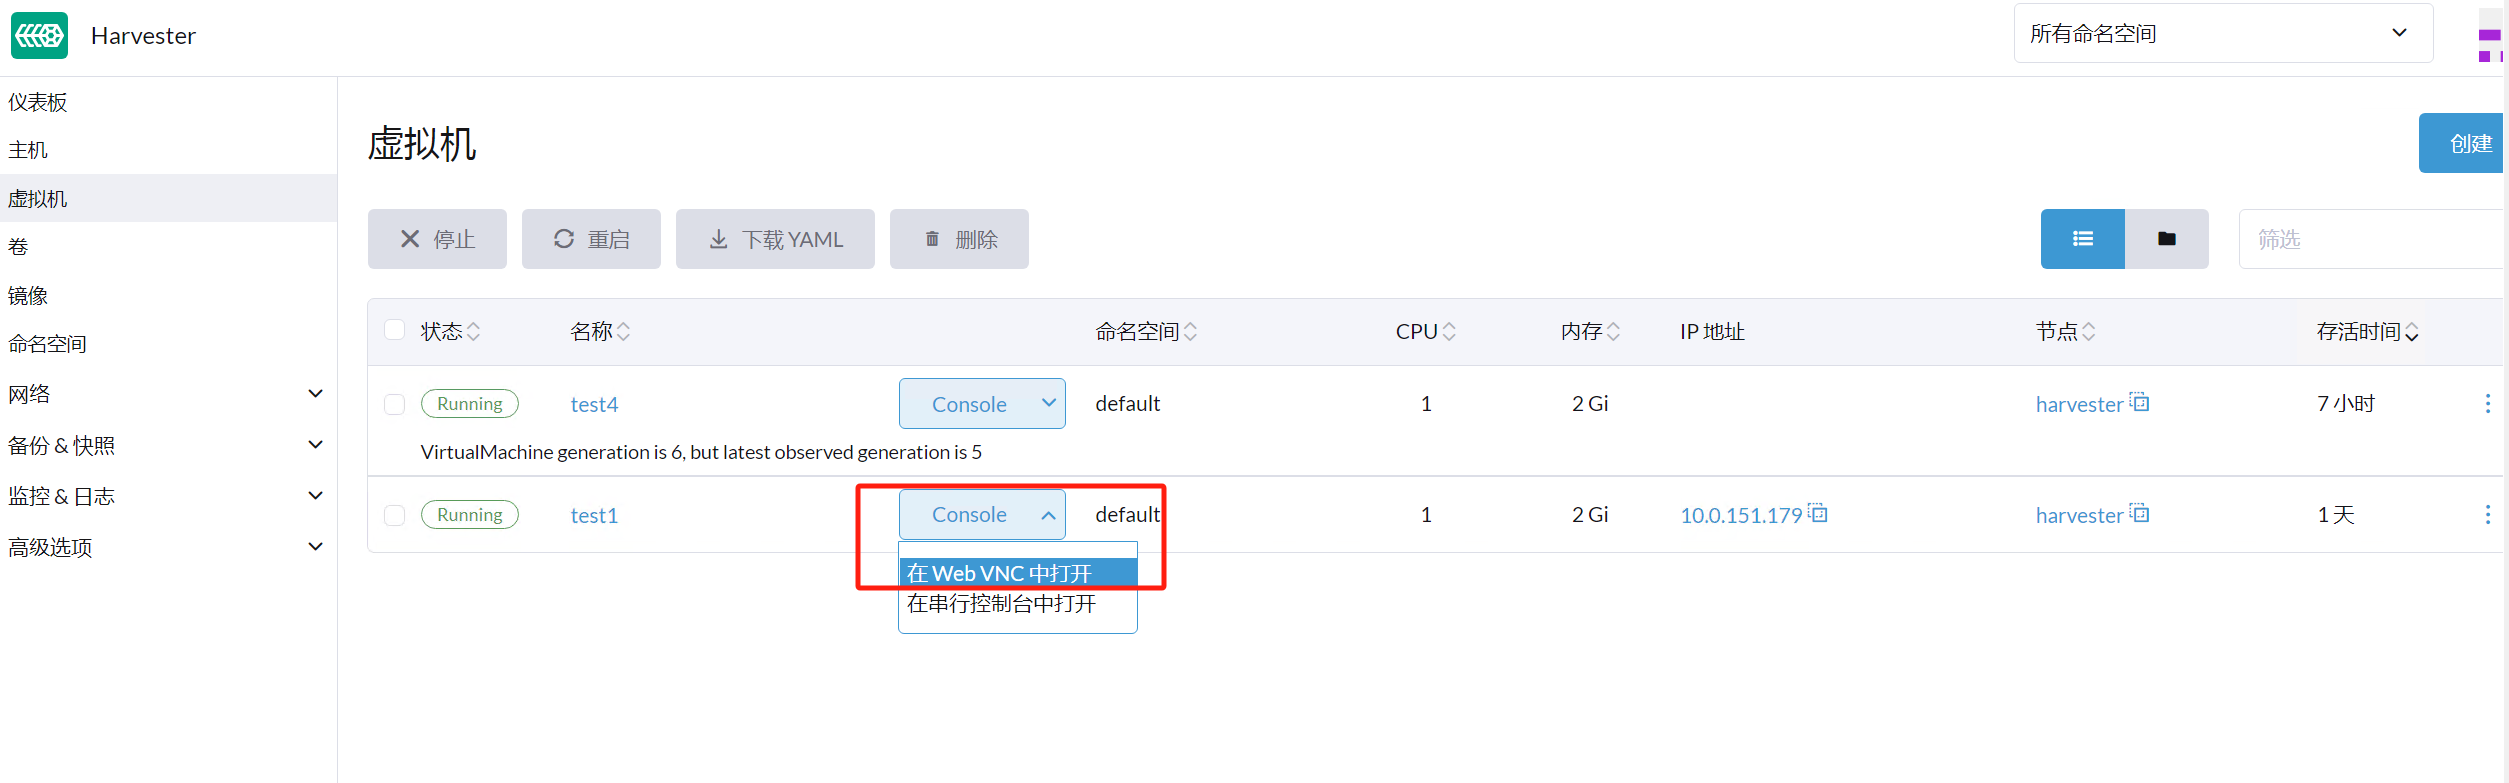 Harvester
所有命名空间
仪表板
主机
虚拟机
卷
镜像
命名空间
网络
备份 & 快照
监控 & 日志
高级选项
虚拟机
创建
停止
重启
下载 YAML
删除
筛选
状态 名称 命名空间 CPU 内存 IP 地址 节点 存活时间
Running test4 Console default 1 2 Gi harvester 7 小时
VirtualMachine generation is 6, but latest observed generation is 5
Running test1 Console default 1 2 Gi 10.0.151.179 harvester 1 天
在 Web VNC 中打开
在串行控制台中打开